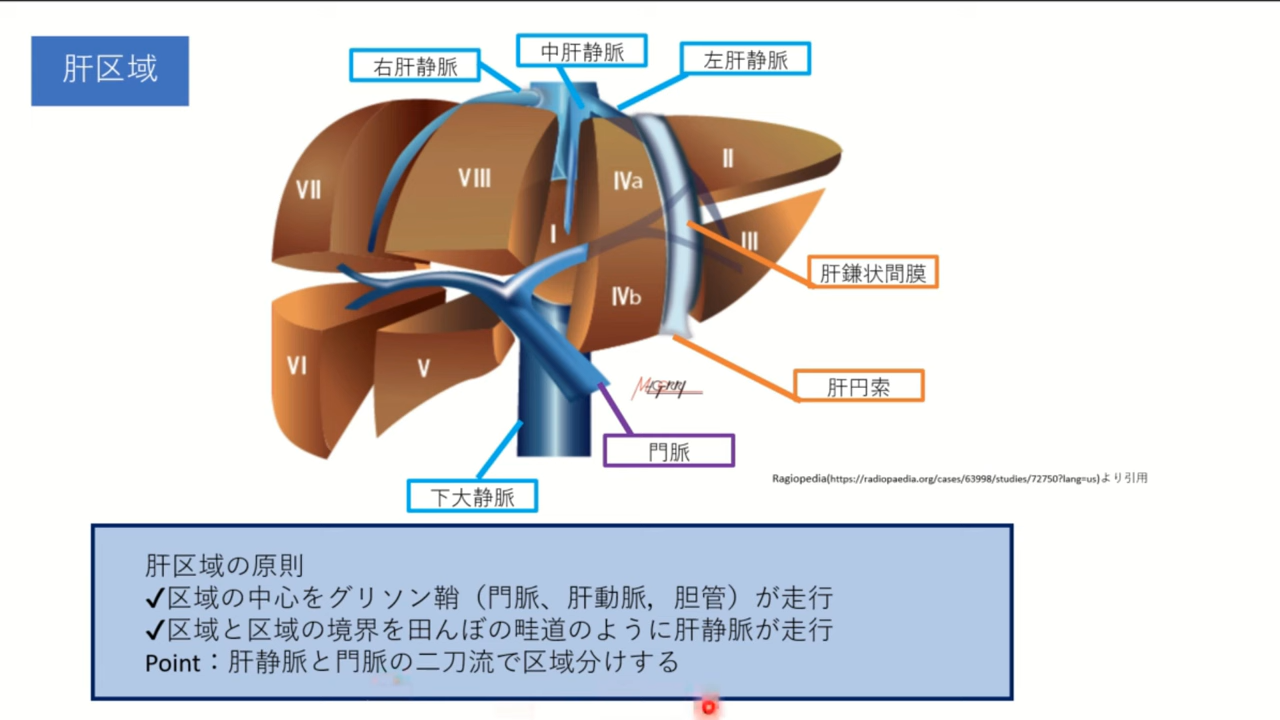 肝区域
右肝静脈
中肝静脈
左肝静脈
VII
VIII
IVa
II
I
III
IVb
VI
V
肝鎌状間膜
肝円索
門脈
下大静脈
Ragiopedia(https://radiopaedia.org/cases/63998/studies/72750?lang=us)より引用
肝区域の原則
✓区域の中心をグリソン鞘（門脈、肝動脈，胆管）が走行
✓区域と区域の境界を田んぼの畦道のように肝静脈が走行
Point：肝静脈と門脈の二刀流で区域分けする